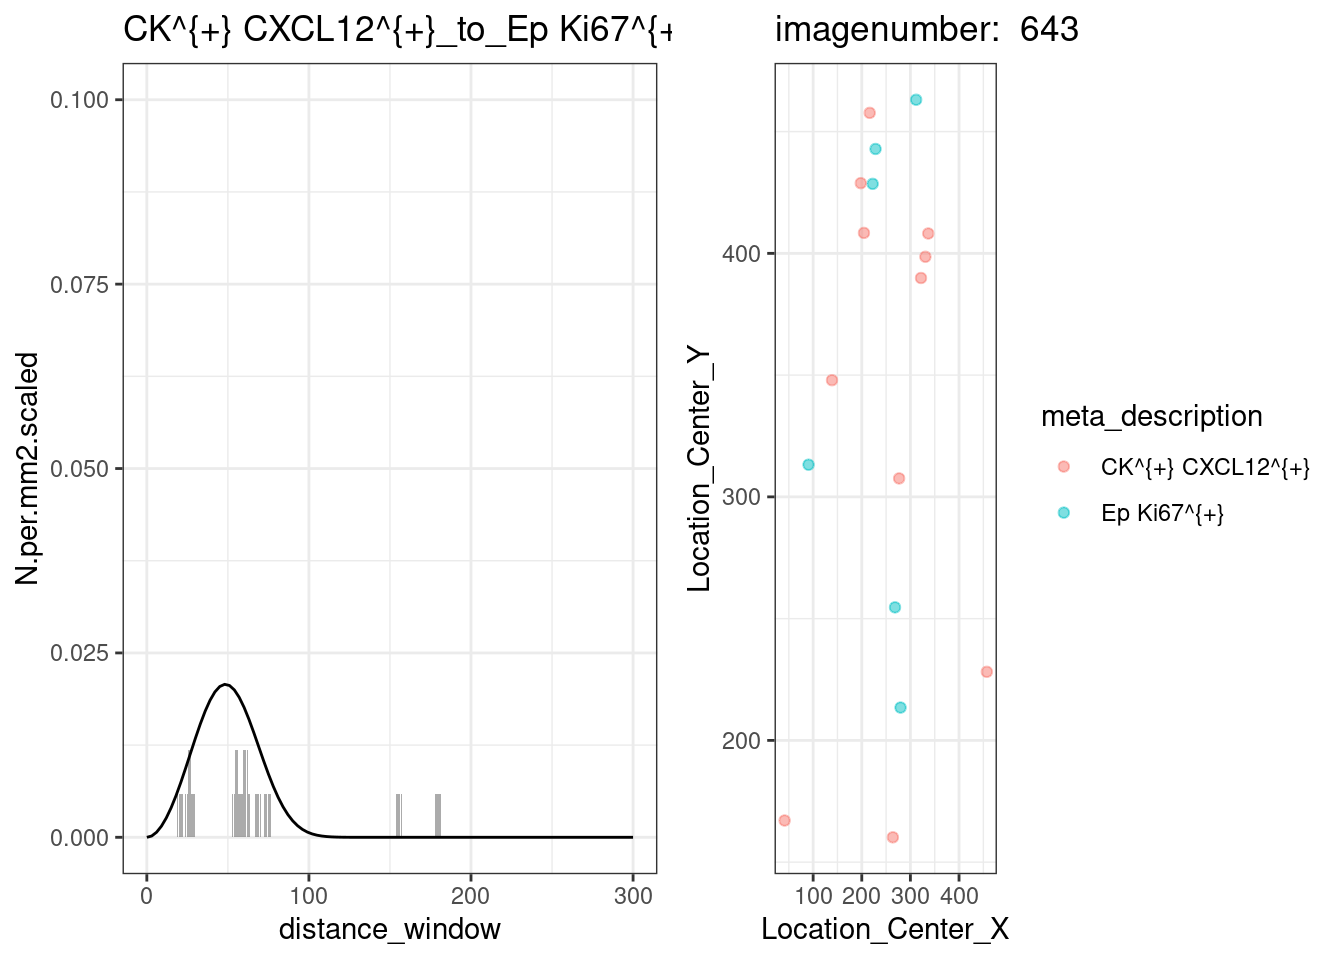 CK^{+} CXCL12^{+}_to_Ep Ki67^{+
imagenumber:  643
0.100
0.075
0.050
0.025
0.000
N.per.mm2.scaled
0 100 200 300
distance_window
400
300
200
Location_Center_Y
100 200 300 400
Location_Center_X
meta_description
CK^{+} CXCL12^{+}
Ep Ki67^{+}